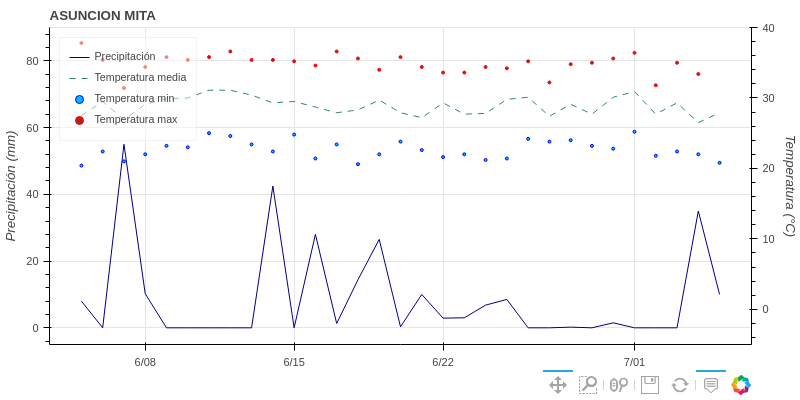 ASUNCION MITA
Precipitación
Temperatura media
Temperatura min
Temperatura max
Precipitación (mm)
80
60
40
20
0
Temperatura (°C)
40
30
20
10
0
6/08
6/15
6/22
7/01